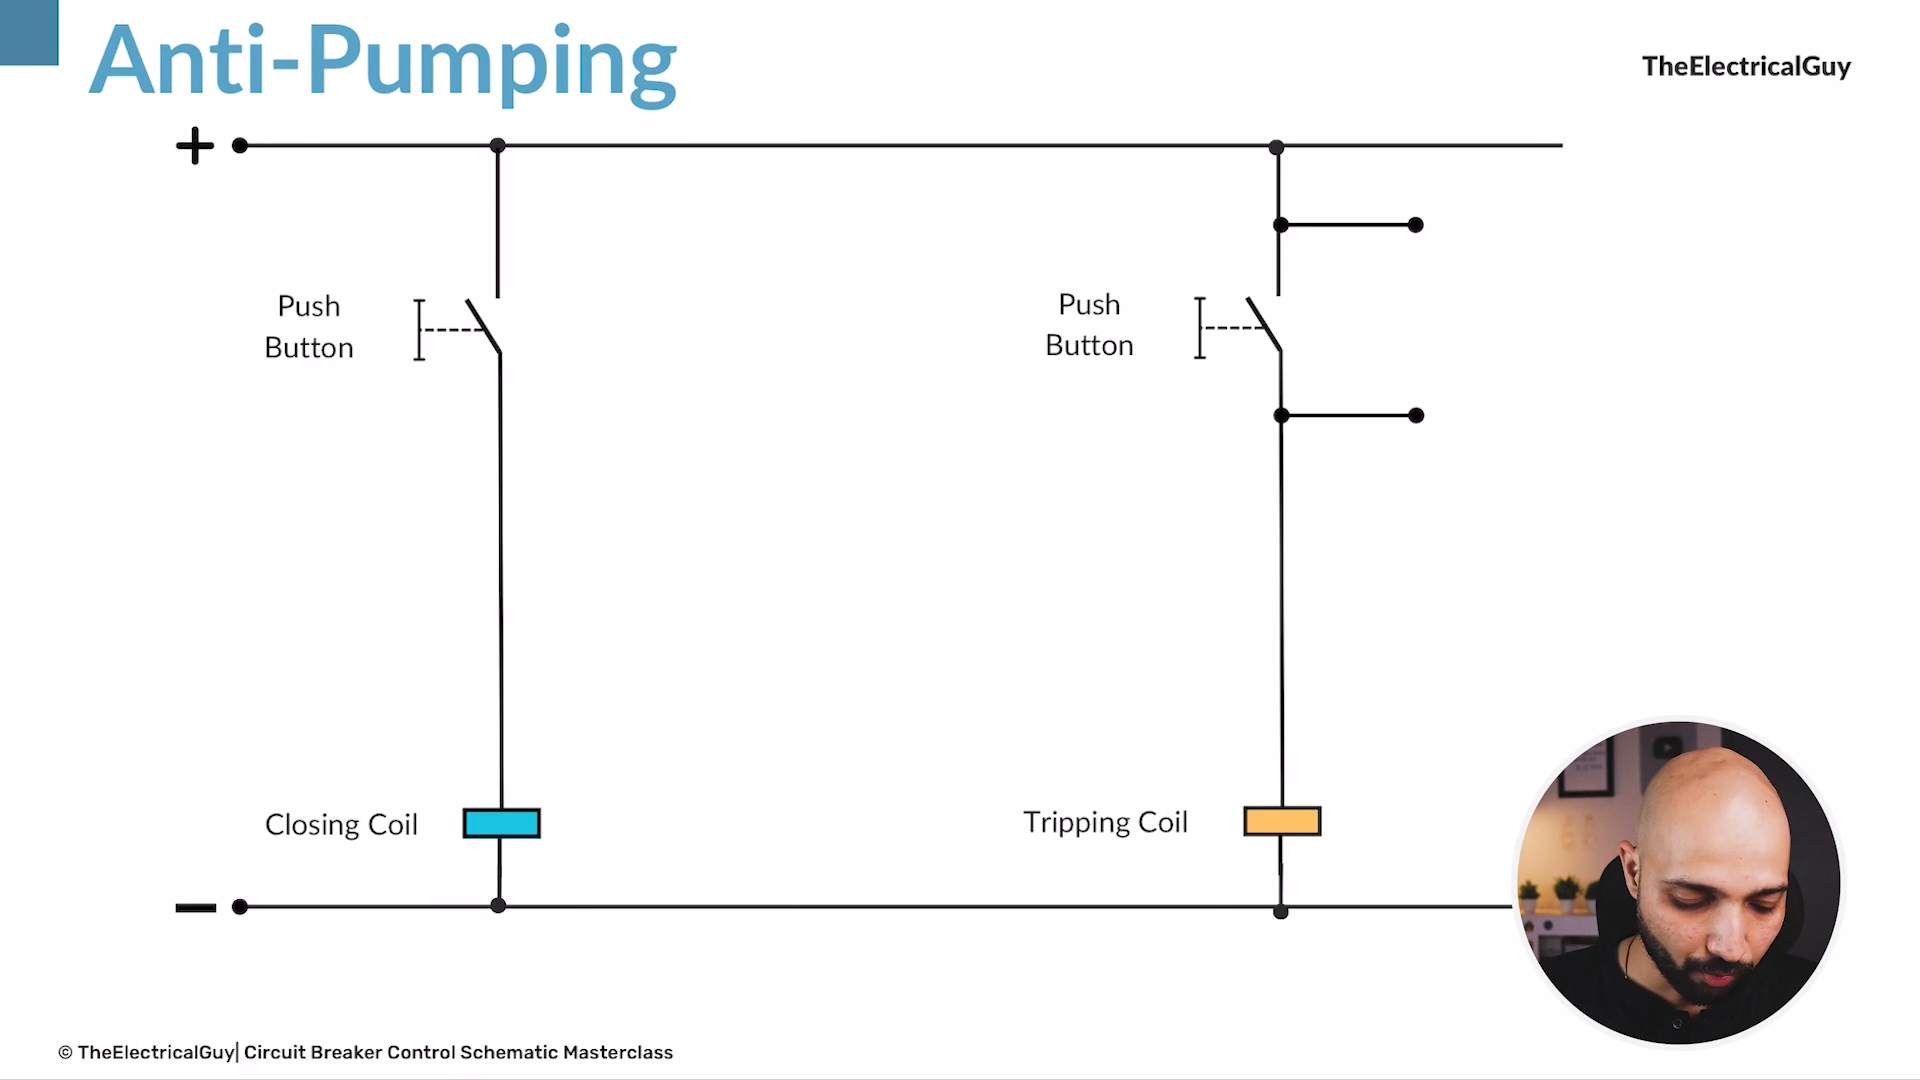 Anti-Pumping
TheElectricalGuy
Push
Button
Push
Button
Closing Coil
Tripping Coil
© TheElectricalGuy| Circuit Breaker Control Schematic Masterclass